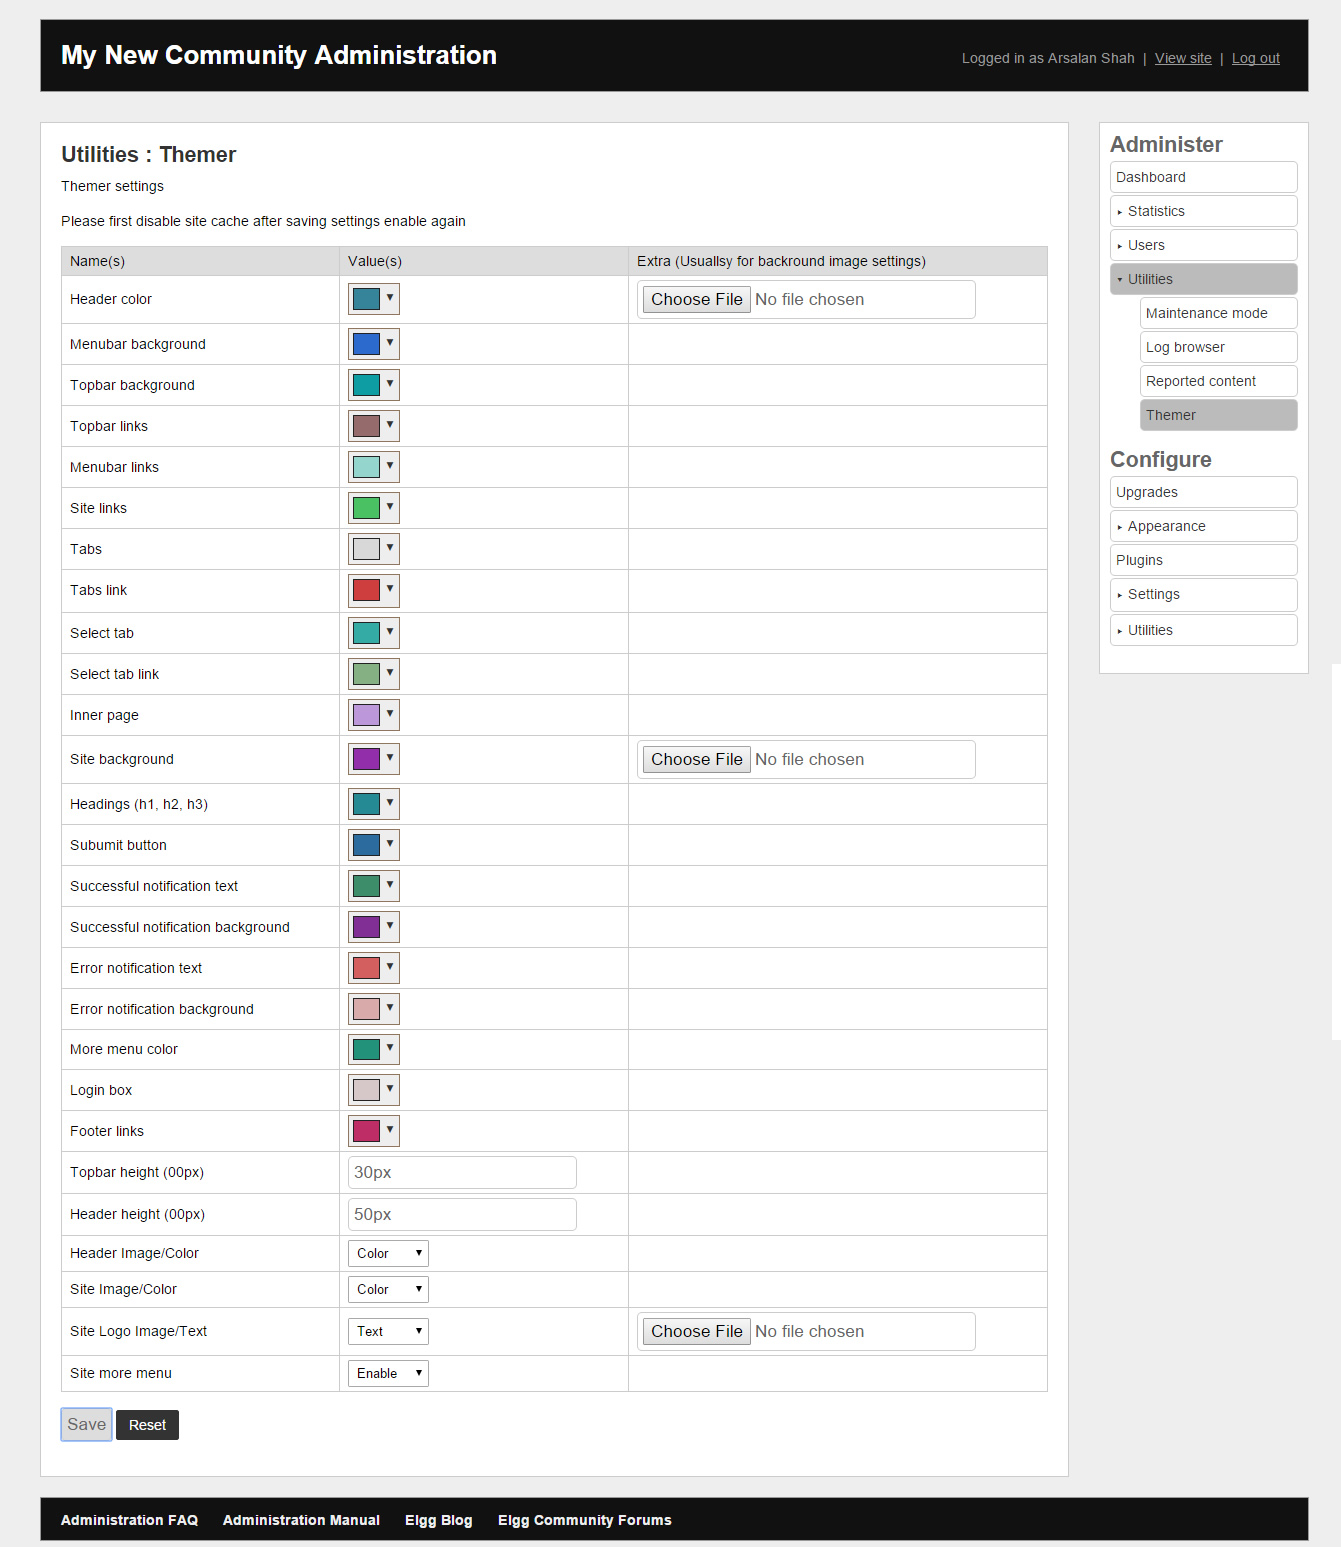 My New Community Administration
Logged in as Arsalan Shah | View site | Log out
Utilities : Themer
Themer settings
Please first disable site cache after saving settings enable again
Name(s) Value(s) Extra (Usuallsy for backround image settings)
Header color Choose File No file chosen
Menubar background
Topbar background
Topbar links
Menubar links
Site links
Tabs
Tabs link
Select tab
Select tab link
Inner page
Site background Choose File No file chosen
Headings (h1, h2, h3)
Subumit button
Successful notification text
Successful notification background
Error notification text
Error notification background
More menu color
Login box
Footer links
Topbar height (00px) 30px
Header height (00px) 50px
Header Image/Color Color
Site Image/Color Color
Site Logo Image/Text Text Choose File No file chosen
Site more menu Enable
Save Reset
Administer
Dashboard
Statistics
Users
Utilities
Maintenance mode
Log browser
Reported content
Themer
Configure
Upgrades
Appearance
Plugins
Settings
Utilities
Administration FAQ Administration Manual Elgg Blog Elgg Community Forums